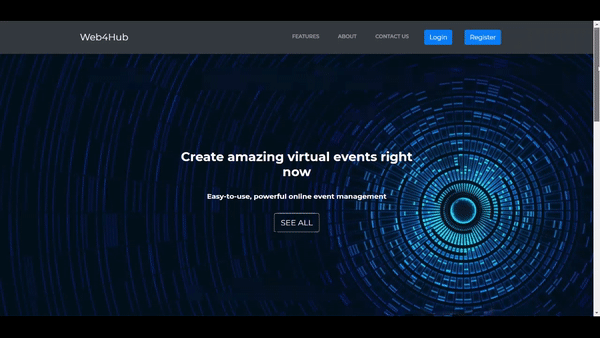 Web4Hub
FEATURES ABOUT CONTACT US Login Register
Create amazing virtual events right
now
Easy-to-use, powerful online event management
SEE ALL